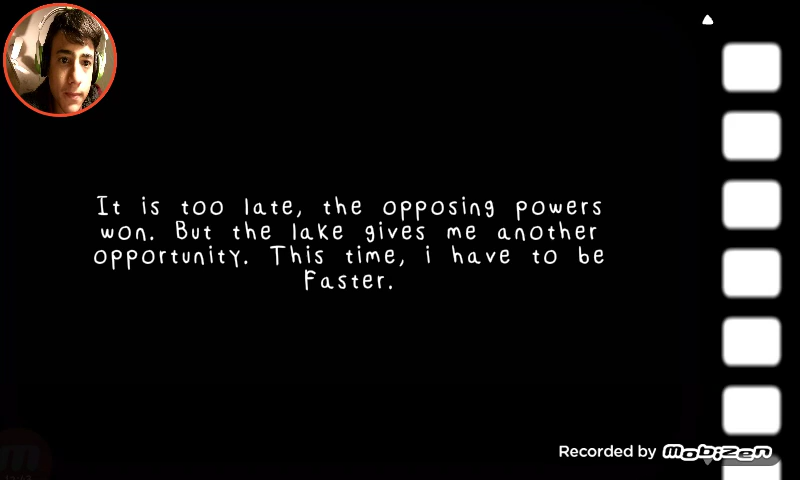 It is too late, the opposing powers
won. But the lake gives me another
opportunity. This time, i have to be
Faster.
Recorded by mobizen